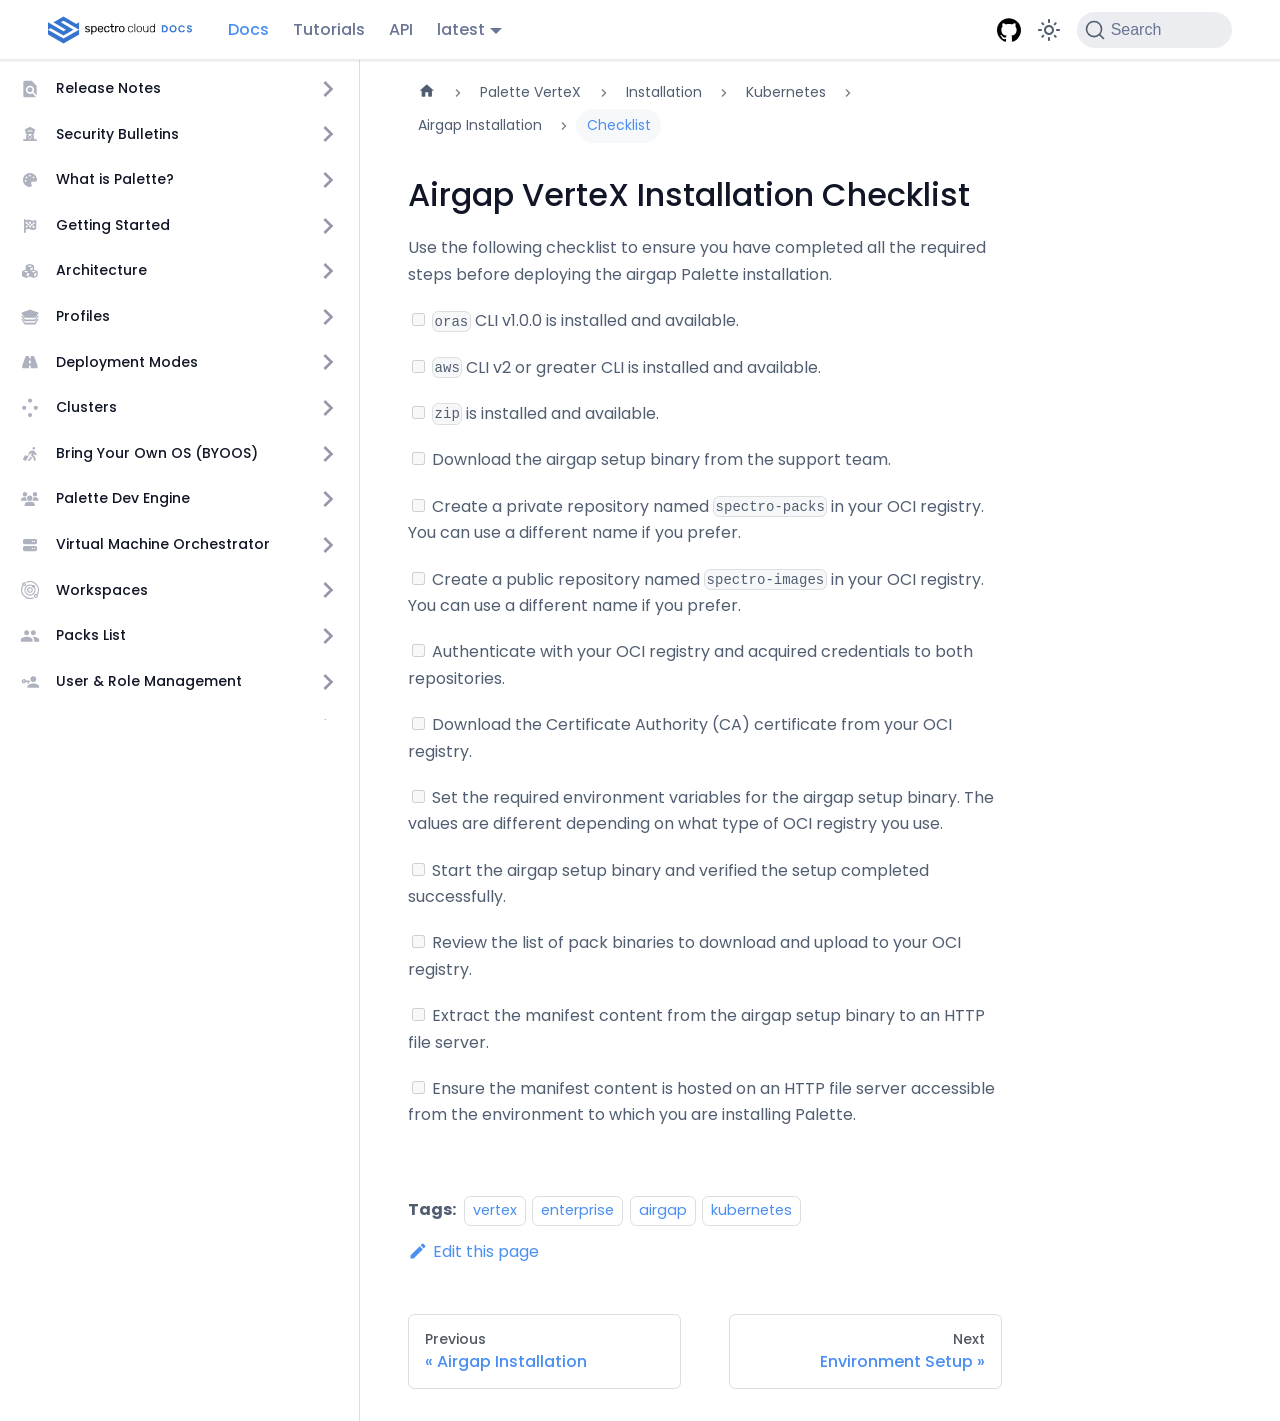 spectro cloud DOCS Docs Tutorials API latest Search
Release Notes
Security Bulletins
What is Palette?
Getting Started
Architecture
Profiles
Deployment Modes
Clusters
Bring Your Own OS (BYOOS)
Palette Dev Engine
Virtual Machine Orchestrator
Workspaces
Packs List
User & Role Management
Palette VerteX Installation Kubernetes
Airgap Installation Checklist
Airgap VerteX Installation Checklist
Use the following checklist to ensure you have completed all the required
steps before deploying the airgap Palette installation.
oras CLI v1.0.0 is installed and available.
aws CLI v2 or greater CLI is installed and available.
zip is installed and available.
Download the airgap setup binary from the support team.
Create a private repository named spectro-packs in your OCI registry.
You can use a different name if you prefer.
Create a public repository named spectro-images in your OCI registry.
You can use a different name if you prefer.
Authenticate with your OCI registry and acquired credentials to both
repositories.
Download the Certificate Authority (CA) certificate from your OCI
registry.
Set the required environment variables for the airgap setup binary. The
values are different depending on what type of OCI registry you use.
Start the airgap setup binary and verified the setup completed
successfully.
Review the list of pack binaries to download and upload to your OCI
registry.
Extract the manifest content from the airgap setup binary to an HTTP
file server.
Ensure the manifest content is hosted on an HTTP file server accessible
from the environment to which you are installing Palette.
Tags: vertex enterprise airgap kubernetes
Edit this page
Previous
« Airgap Installation
Next
Environment Setup »